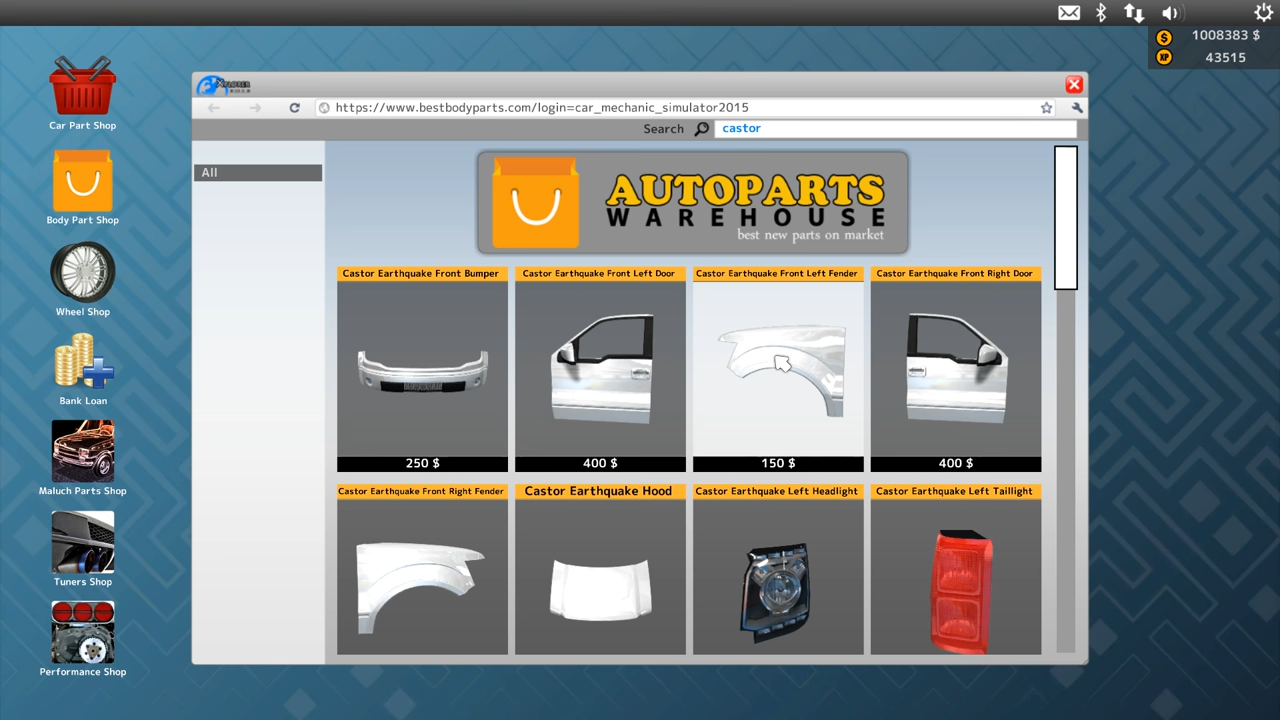 1008383 $
43515
Car Part Shop
Body Part Shop
Wheel Shop
Bank Loan
Maluch Parts Shop
Tuners Shop
Performance Shop
XPLORER
https://www.bestbodyparts.com/login=car_mechanic_simulator2015
Search castor
All
AUTOPARTS
WAREHOUSE
best new parts on market
Castor Earthquake Front Bumper
250 $
Castor Earthquake Front Left Door
400 $
Castor Earthquake Front Left Fender
150 $
Castor Earthquake Front Right Door
400 $
Castor Earthquake Front Right Fender
Castor Earthquake Hood
Castor Earthquake Left Headlight
Castor Earthquake Left Taillight